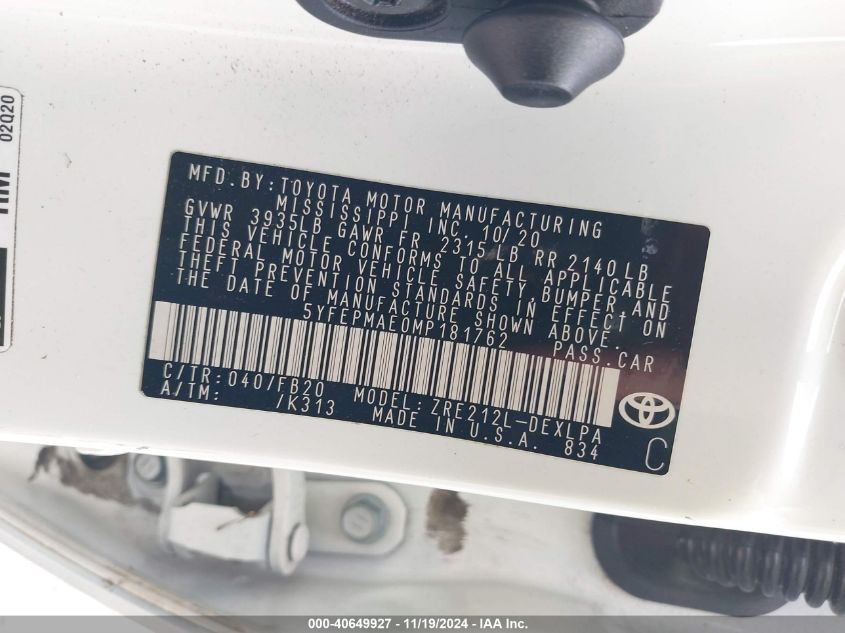 02Q20
MFD.BY:TOYOTA MOTOR MANUFACTURING
MISSISSIPPI, INC. 10/20
GVWR 3935LB GAWR FR 2315 LB RR 2140 LB
THIS VEHICLE CONFORMS TO ALL APPLICABLE
FEDERAL MOTOR VEHICLE SAFETY, BUMPER, AND
THEFT PREVENTION STANDARDS IN EFFECT ON
THE DATE OF MANUFACTURE SHOWN ABOVE.
5YFEPMAE0MP181762 PASS.CAR
C/TR: 040/FB20 MODEL: ZRE212L-DEXLPA
A/TM: /K313 MADE IN U.S.A. 834
C
000-40649927 - 11/19/2024 - IAA Inc.